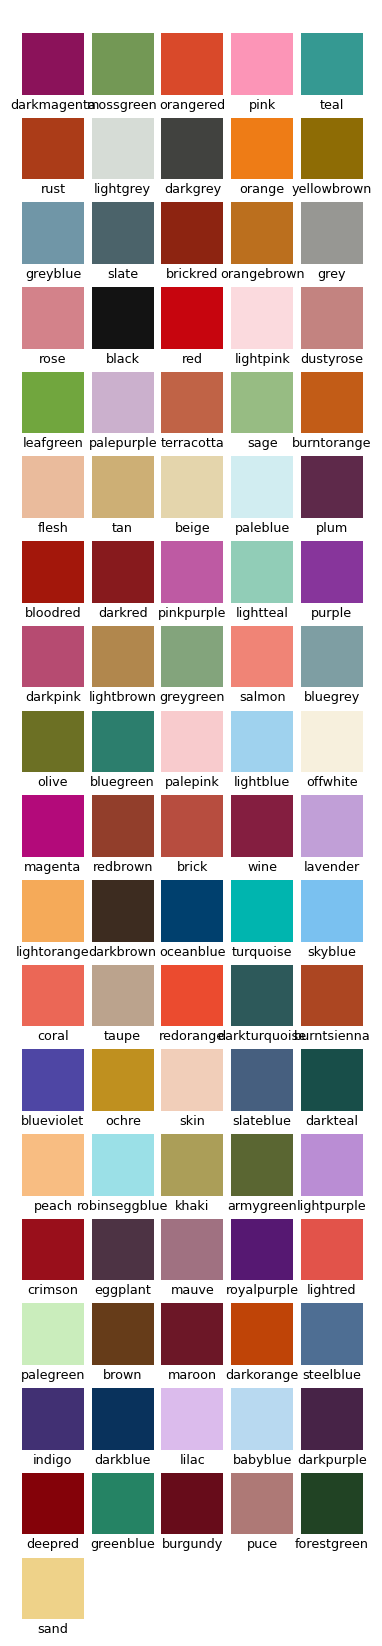 darkmagenta mossgreen orangered pink teal
rust lightgrey darkgrey orange yellowbrown
greyblue slate brickred orangebrown grey
rose black red lightpink dustyrose
leafgreen palepurple terracotta sage burntorange
flesh tan beige paleblue plum
bloodred darkred pinkpurple lightteal purple
darkpink lightbrown greygreen salmon bluegrey
olive bluegreen palepink lightblue offwhite
magenta redbrown brick wine lavender
lightorange darkbrown oceanblue turquoise skyblue
coral taupe redorange darkturquoise burntsienna
blueviolet ochre skin slateblue darkteal
peach robinseggblue khaki armygreen lightpurple
crimson eggplant mauve royalpurple lightred
palegreen brown maroon darkorange steelblue
indigo darkblue lilac babyblue darkpurple
deepred greenblue burgundy puce forestgreen
sand